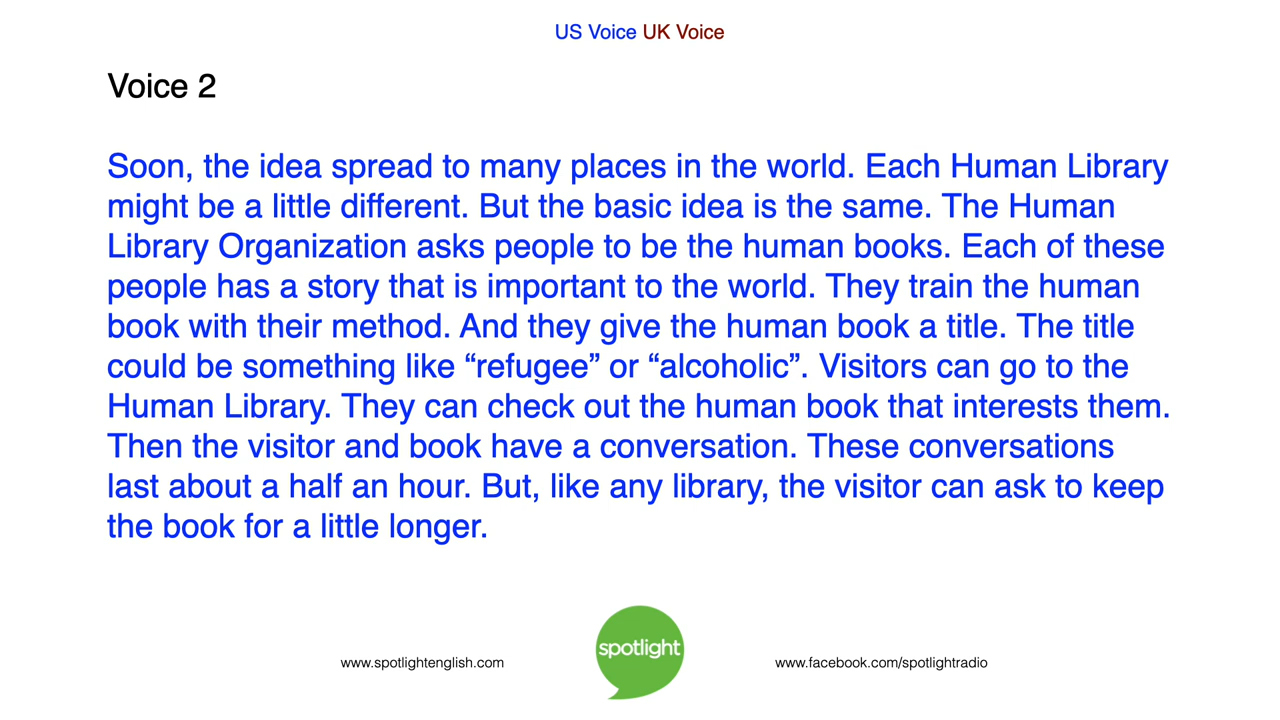 US Voice UK Voice
Voice 2
Soon, the idea spread to many places in the world. Each Human Library
might be a little different. But the basic idea is the same. The Human
Library Organization asks people to be the human books. Each of these
people has a story that is important to the world. They train the human
book with their method. And they give the human book a title. The title
could be something like “refugee” or “alcoholic”. Visitors can go to the
Human Library. They can check out the human book that interests them.
Then the visitor and book have a conversation. These conversations
last about a half an hour. But, like any library, the visitor can ask to keep
the book for a little longer.
www.spotlightenglish.com
spotlight
www.facebook.com/spotlightradio